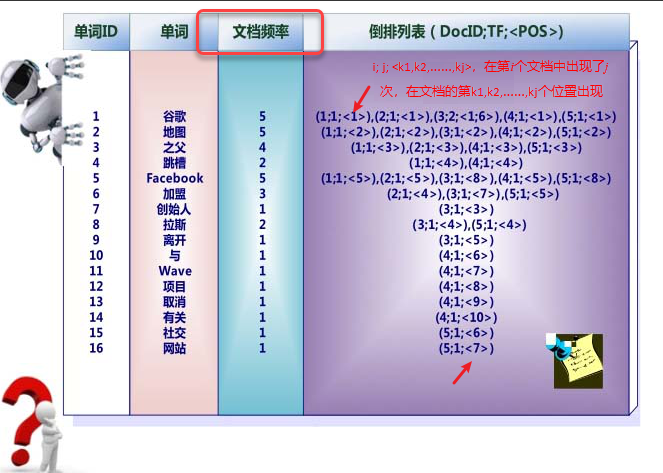 单词ID 单词 文档频率 倒排列表（DocID;TF;<POS>）
i; j; <k1,k2,……,kj>，在第i个文档中出现了j
次，在文档的第k1,k2,……,kj个位置出现
1 谷歌 5 (1;1;<1>),(2;1;<1>),(3;2;<1;6>),(4;1;<1>),(5;1;<1>)
2 地图 5 (1;1;<2>),(2;1;<2>),(3;1;<2>),(4;1;<2>),(5;1;<2>)
3 之父 4 (1;1;<3>),(2;1;<3>),(4;1;<3>),(5;1;<3>)
4 跳槽 2 (1;1;<4>),(4;1;<4>)
5 Facebook 5 (1;1;<5>),(2;1;<5>),(3;1;<8>),(4;1;<5>),(5;1;<8>)
6 加盟 3 (2;1;<4>),(3;1;<7>),(5;1;<5>)
7 创始人 1 (3;1;<3>)
8 拉斯 2 (3;1;<4>),(5;1;<4>)
9 离开 1 (3;1;<5>)
10 与 1 (4;1;<6>)
11 Wave 1 (4;1;<7>)
12 项目 1 (4;1;<8>)
13 取消 1 (4;1;<9>)
14 有关 1 (4;1;<10>)
15 社交 1 (5;1;<6>)
16 网站 1 (5;1;<7>)